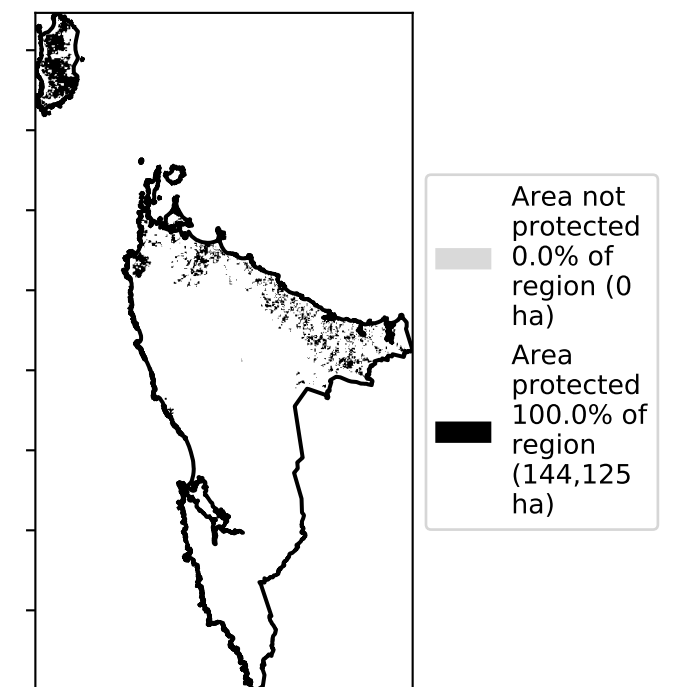 Area not
protected
0.0% of
region (0
ha)
Area
protected
100.0% of
region
(144,125
ha)